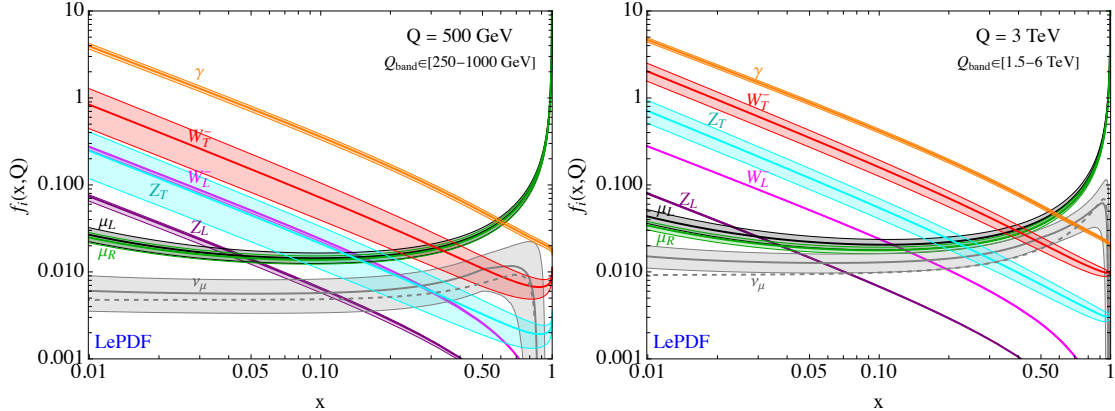 Q = 500 GeV
Q_band∈[250–1000 GeV]
γ
W_T^-
W_L^-
Z_T
Z_L
μ_L
μ_R
ν_μ
LePDF
f_i(x,Q)
10
1
0.100
0.010
0.001
0.01
0.05
0.10
0.50
1
x
Q = 3 TeV
Q_band∈[1.5–6 TeV]
γ
W_T^-
Z_T
W_L
Z_L
μ_L
μ_R
ν_μ
LePDF
f_i(x,Q)
10
1
0.100
0.010
0.001
0.01
0.05
0.10
0.50
1
x